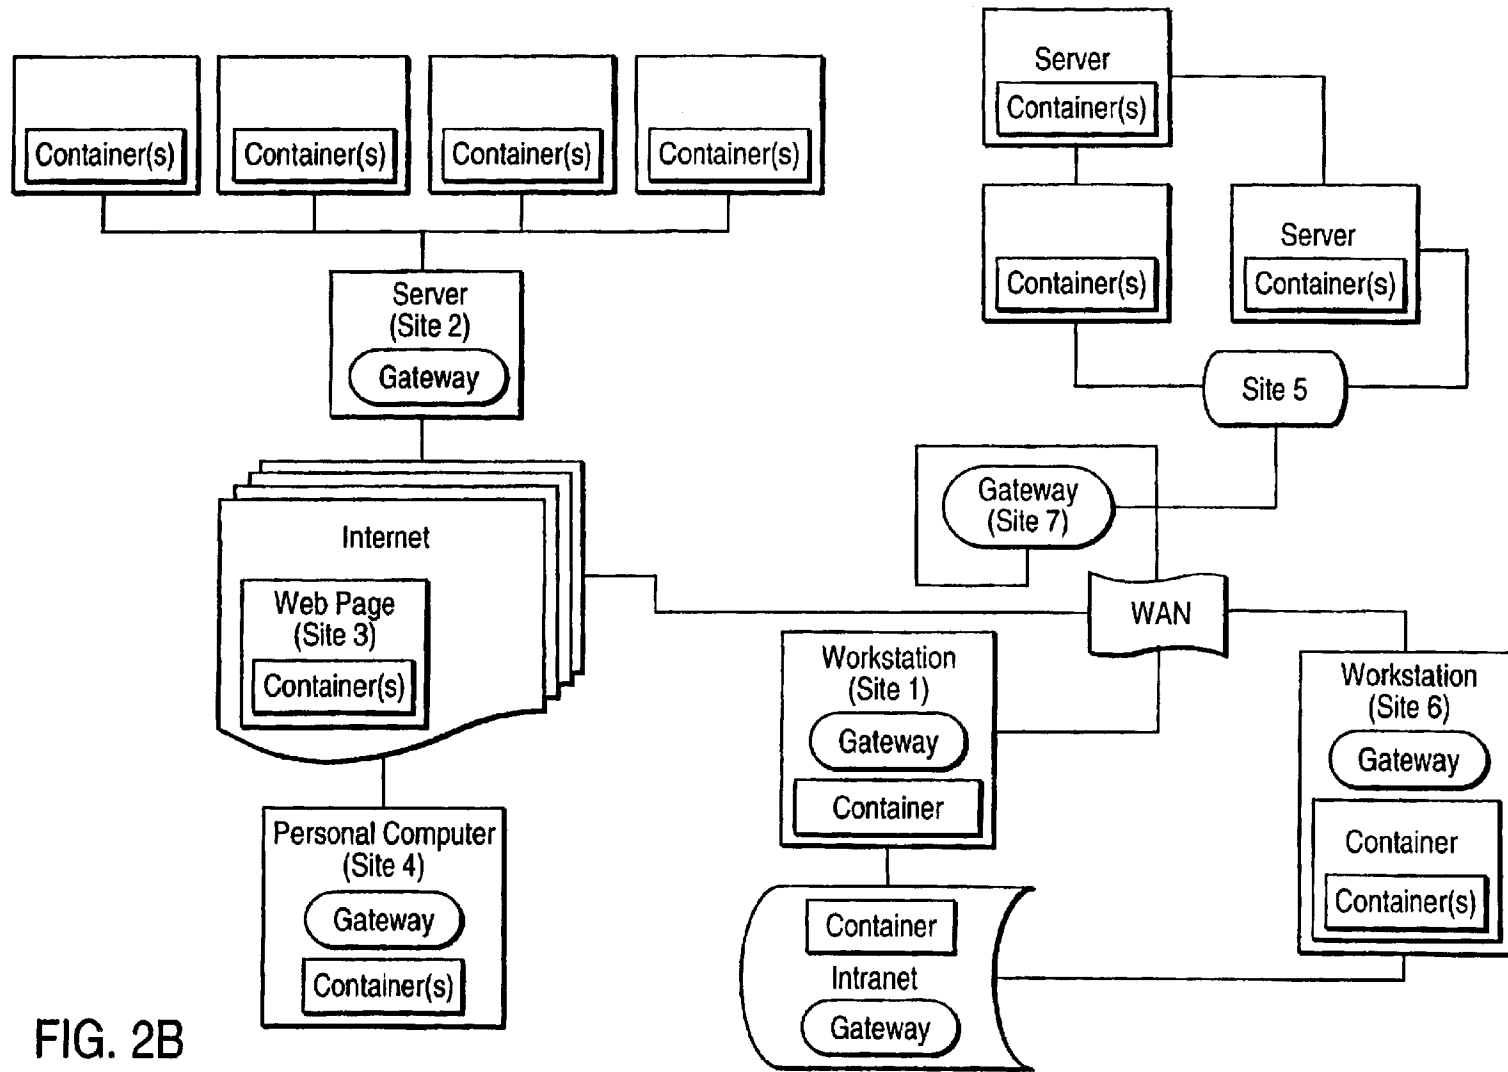 Container(s)
Container(s)
Container(s)
Container(s)
Server
(Site 2)
Gateway
Internet
Web Page
(Site 3)
Container(s)
Personal Computer
(Site 4)
Gateway
Container(s)
Server
Container(s)
Container(s)
Server
Container(s)
Site 5
Gateway
(Site 7)
WAN
Workstation
(Site 1)
Gateway
Container
Container
Intranet
Gateway
Workstation
(Site 6)
Gateway
Container
Container(s)
FIG. 2B